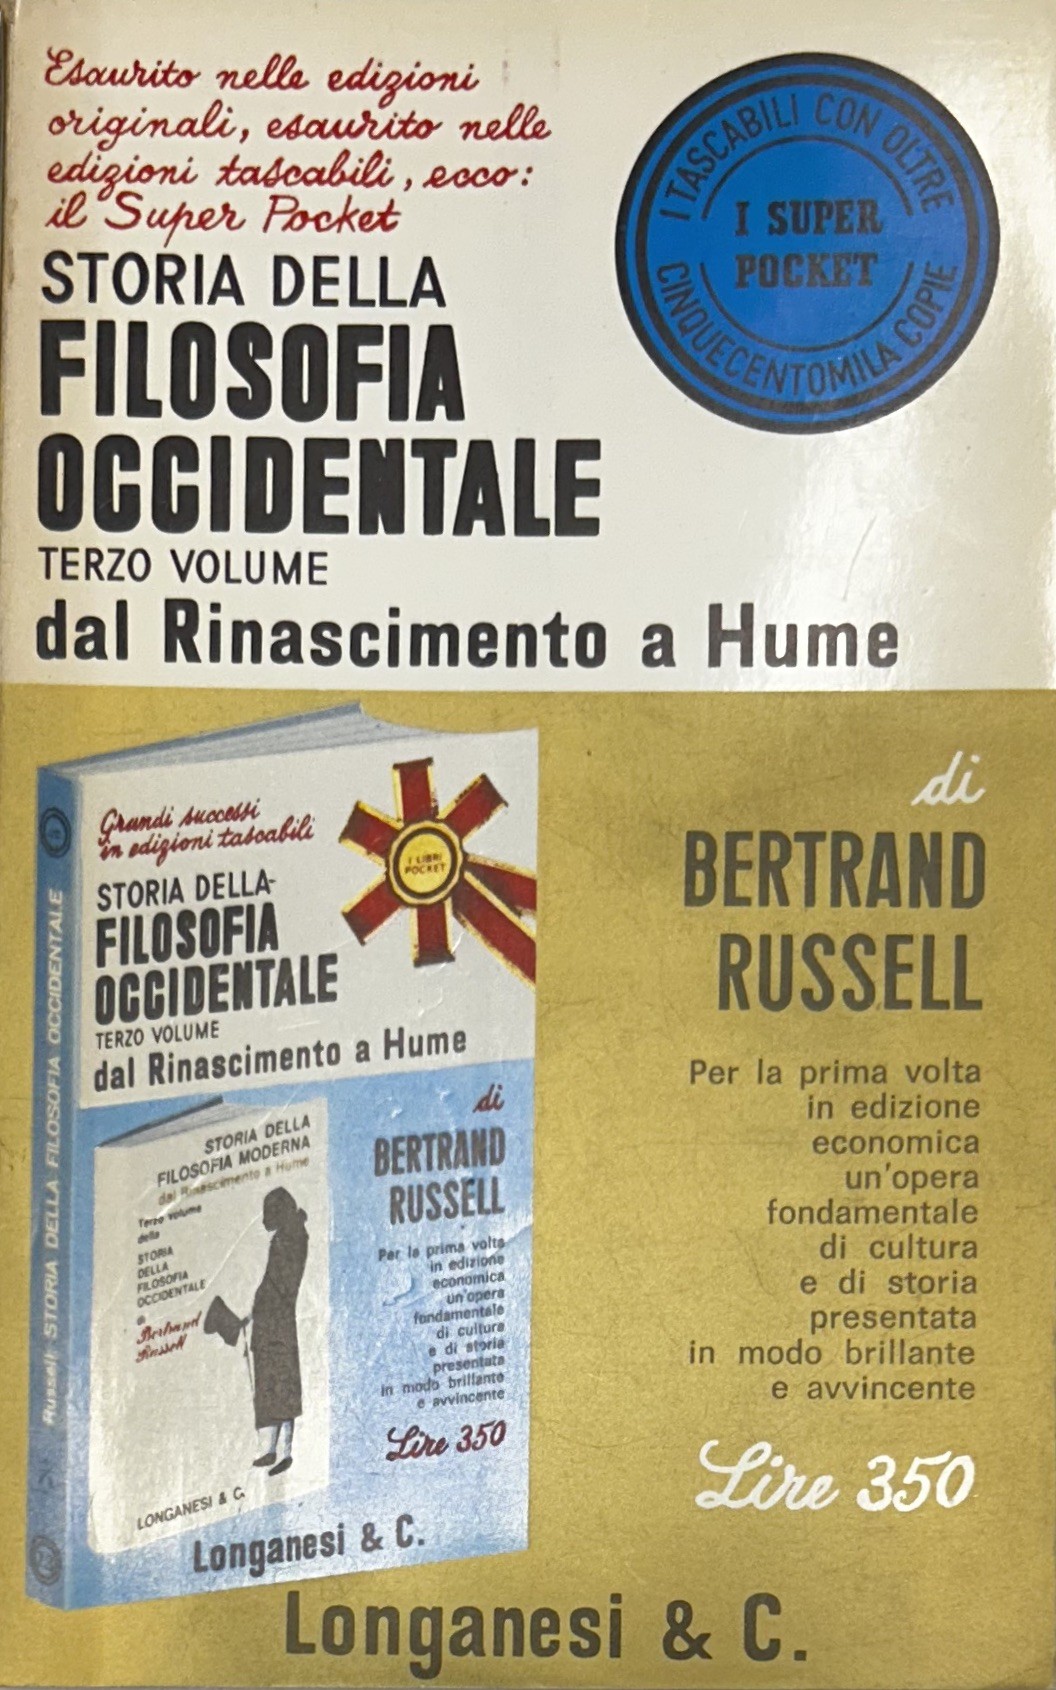 Esaurito nelle edizioni
originali, esaurito nelle
edizioni tascabili, ecco:
il Super Pocket
I TASCABILI CON OLTRE
I SUPER
POCKET
CINQUECENTOMILA COPIE
STORIA DELLA
FILOSOFIA
OCCIDENTALE
TERZO VOLUME
dal Rinascimento a Hume
di
BERTRAND
RUSSELL
Per la prima volta
in edizione
economica
un'opera
fondamentale
di cultura
e di storia
presentata
in modo brillante
e avvincente
Lire 350
Grandi successi
in edizioni tascabili
I LIBRI
POCKET
STORIA DELLA
FILOSOFIA
OCCIDENTALE
TERZO VOLUME
dal Rinascimento a Hume
di
BERTRAND
RUSSELL
Per la prima volta
in edizione
economica
un'opera
fondamentale
di cultura
e di storia
presentata
in modo brillante
e avvincente
Lire 350
STORIA DELLA
FILOSOFIA MODERNA
dal Rinascimento a Hume
Terzo volume
della
STORIA
DELLA
FILOSOFIA
OCCIDENTALE
di
Bertrand
Russell
LONGANESI & C.
Longanesi & C.
Russell: STORIA DELLA FILOSOFIA OCCIDENTALE
Longanesi & C.